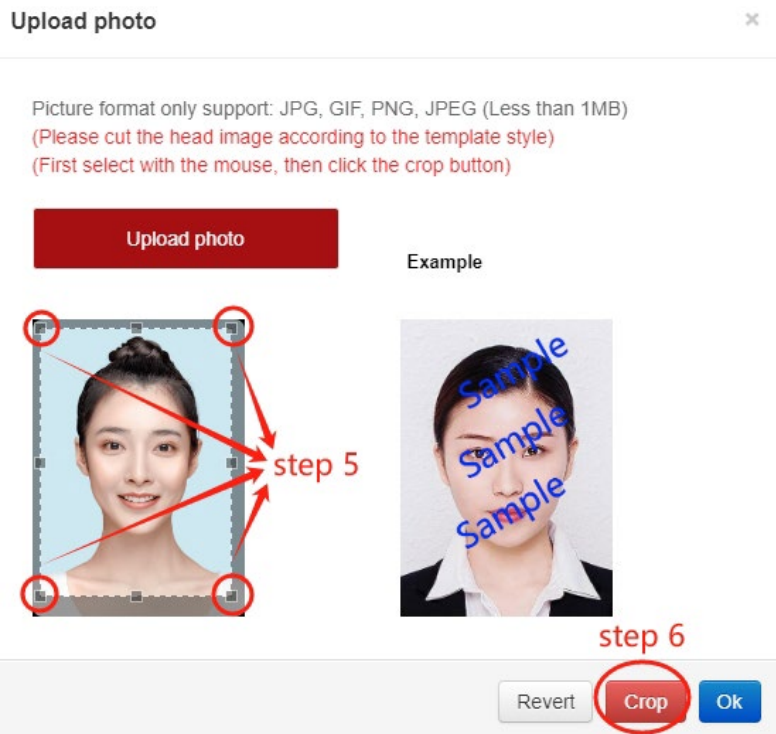 Upload photo ×
Picture format only support: JPG, GIF, PNG, JPEG (Less than 1MB)
(Please cut the head image according to the template style)
(First select with the mouse, then click the crop button)
Upload photo
Example
Sample
Sample
Sample
step 5
step 6
Revert
Crop
Ok